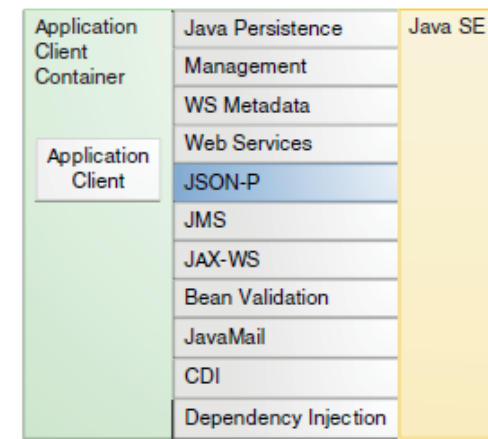 Application
Client
Container
Application
Client
Java Persistence
Management
WS Metadata
Web Services
JSON-P
JMS
JAX-WS
Bean Validation
JavaMail
CDI
Dependency Injection
Java SE